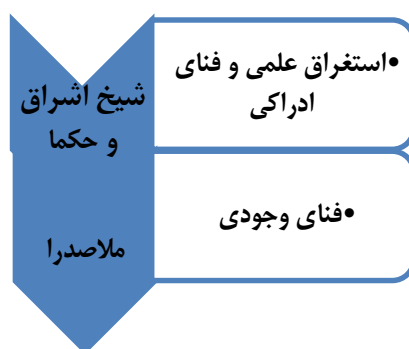 •استغراق علمی و فنای
ادراکی
شیخ اشراق
و حکما
•فنای وجودی
ملاصدرا